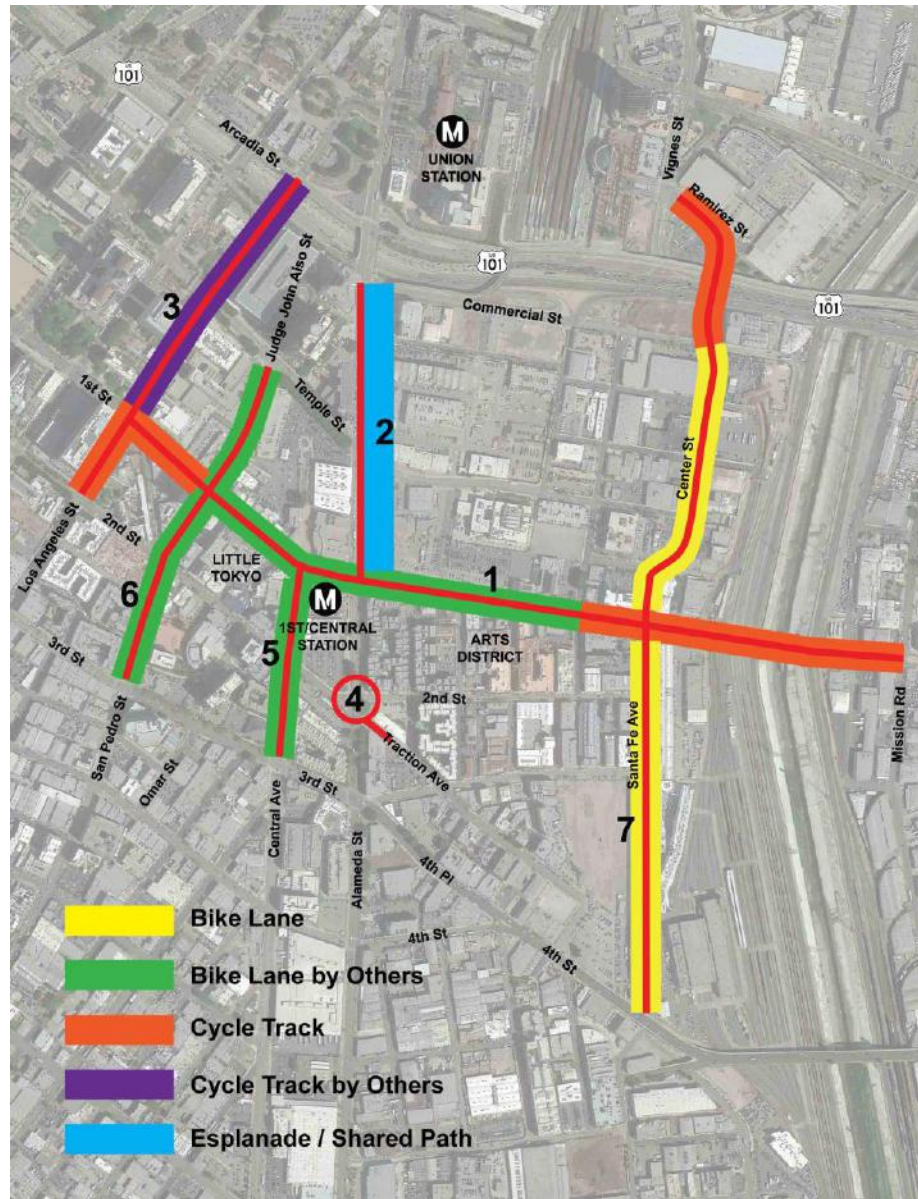 US
101
Arcadia St
M
UNION
STATION
Vignes St
Ramirez St
Judge John Aiso St
US
101
US
101
Commercial St
3
1st St
Temple St
2
Center St
Los Angeles St
2nd St
LITTLE
TOKYO
6
1
M
1ST/CENTRAL
STATION
5
ARTS
DISTRICT
3rd St
4
2nd St
Traction Ave
Santa Fe Ave
Mission Rd
San Pedro St
Omar St
Central Ave
3rd St
Alameda St
4th Pl
7
4th St
4th St
Bike Lane
Bike Lane by Others
Cycle Track
Cycle Track by Others
Esplanade / Shared Path